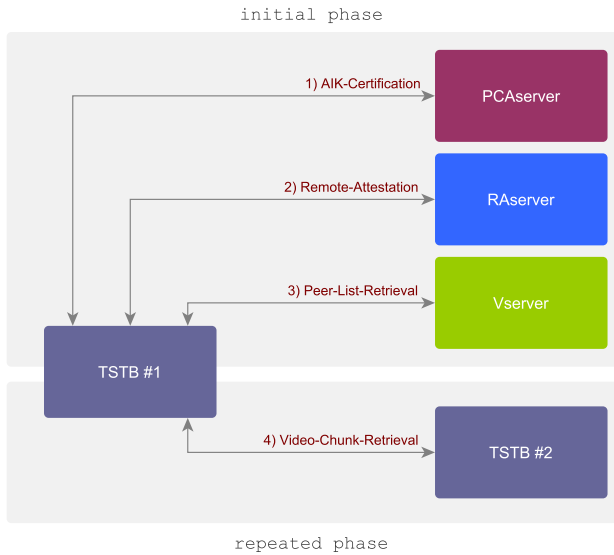 initial phase
1) AIK-Certification
PCAserver
2) Remote-Attestation
RAserver
3) Peer-List-Retrieval
Vserver
TSTB #1
4) Video-Chunk-Retrieval
TSTB #2
repeated phase